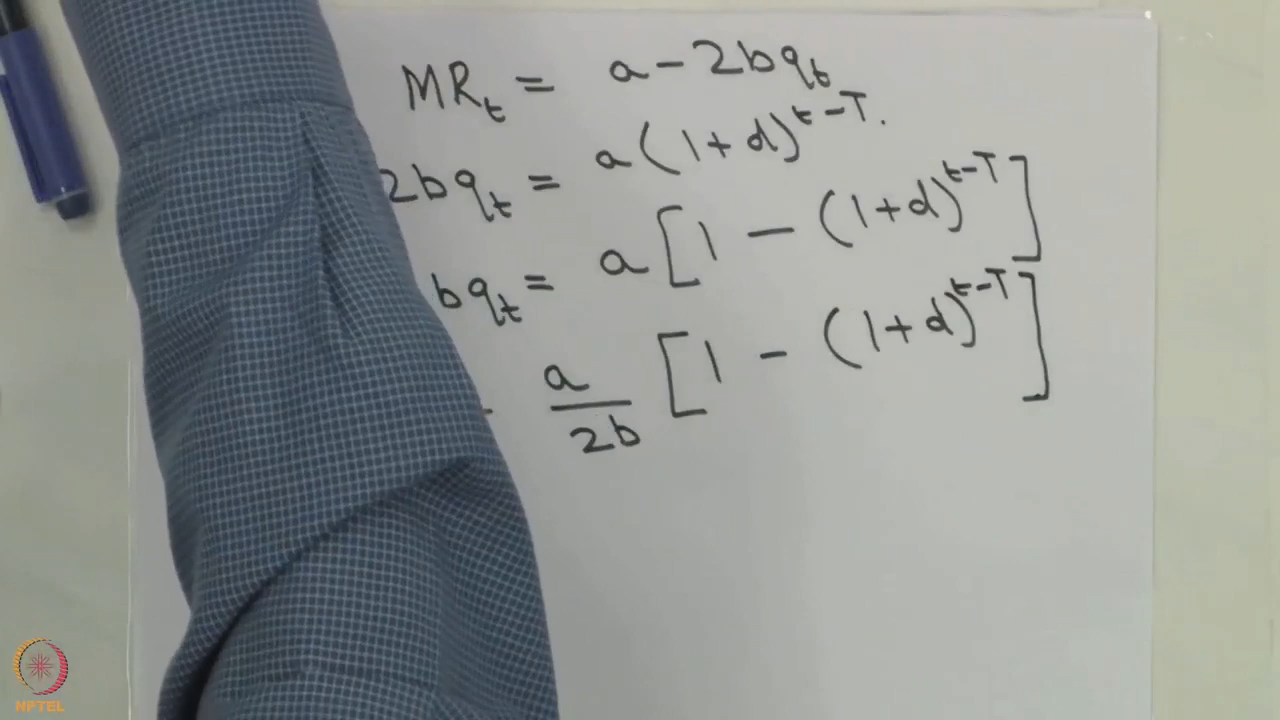 MR_t = a - 2bq_t
2bq_t = a(1+d)^{t-T}.
bq_t = a[1 - (1+d)^{t-T}]
a/2b [1 - (1+d)^{t-T}]
NPTEL